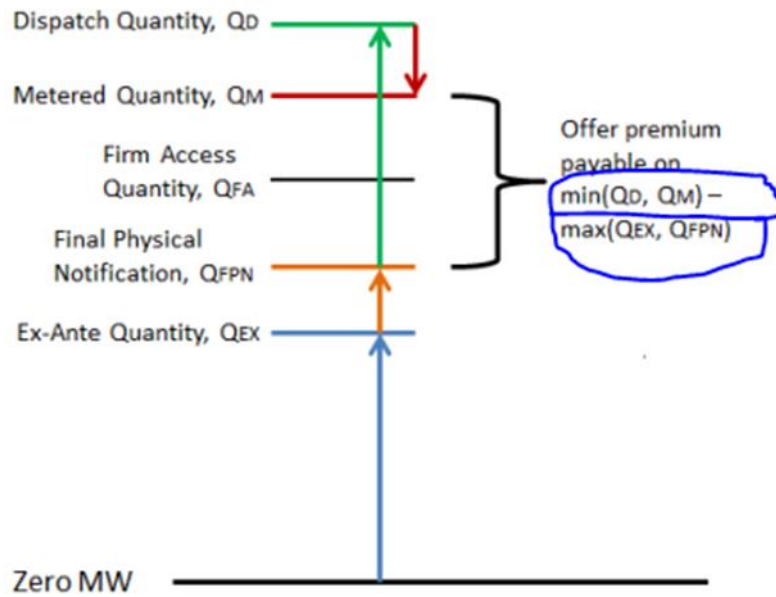 Dispatch Quantity, QD
Metered Quantity, QM
Firm Access
Quantity, QFA
Final Physical
Notification, QFPN
Ex-Ante Quantity, QEX
Zero MW
Offer premium
payable on
min(QD, QM) –
max(QEX, QFPN)